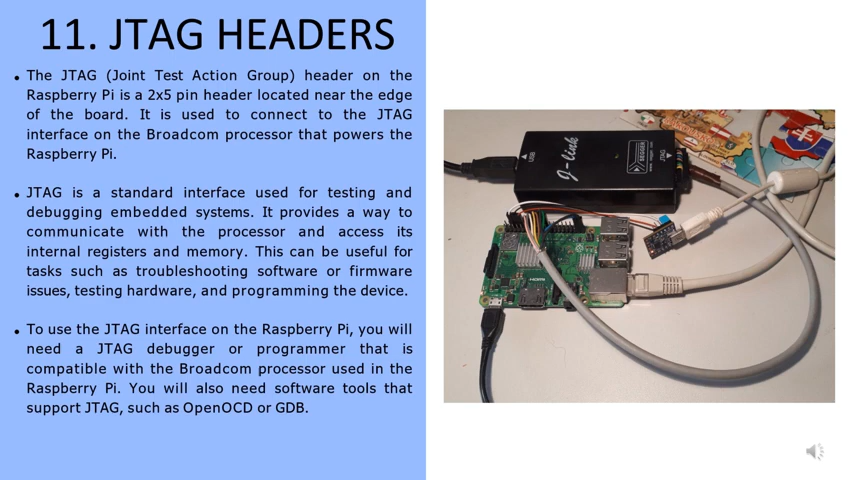 11. JTAG HEADERS
• The JTAG (Joint Test Action Group) header on the
Raspberry Pi is a 2x5 pin header located near the edge
of the board. It is used to connect to the JTAG
interface on the Broadcom processor that powers the
Raspberry Pi.
• JTAG is a standard interface used for testing and
debugging embedded systems. It provides a way to
communicate with the processor and access its
internal registers and memory. This can be useful for
tasks such as troubleshooting software or firmware
issues, testing hardware, and programming the device.
• To use the JTAG interface on the Raspberry Pi, you will
need a JTAG debugger or programmer that is
compatible with the Broadcom processor used in the
Raspberry Pi. You will also need software tools that
support JTAG, such as OpenOCD or GDB.
USB
J-link
SEGGER
JTAG
HDMI